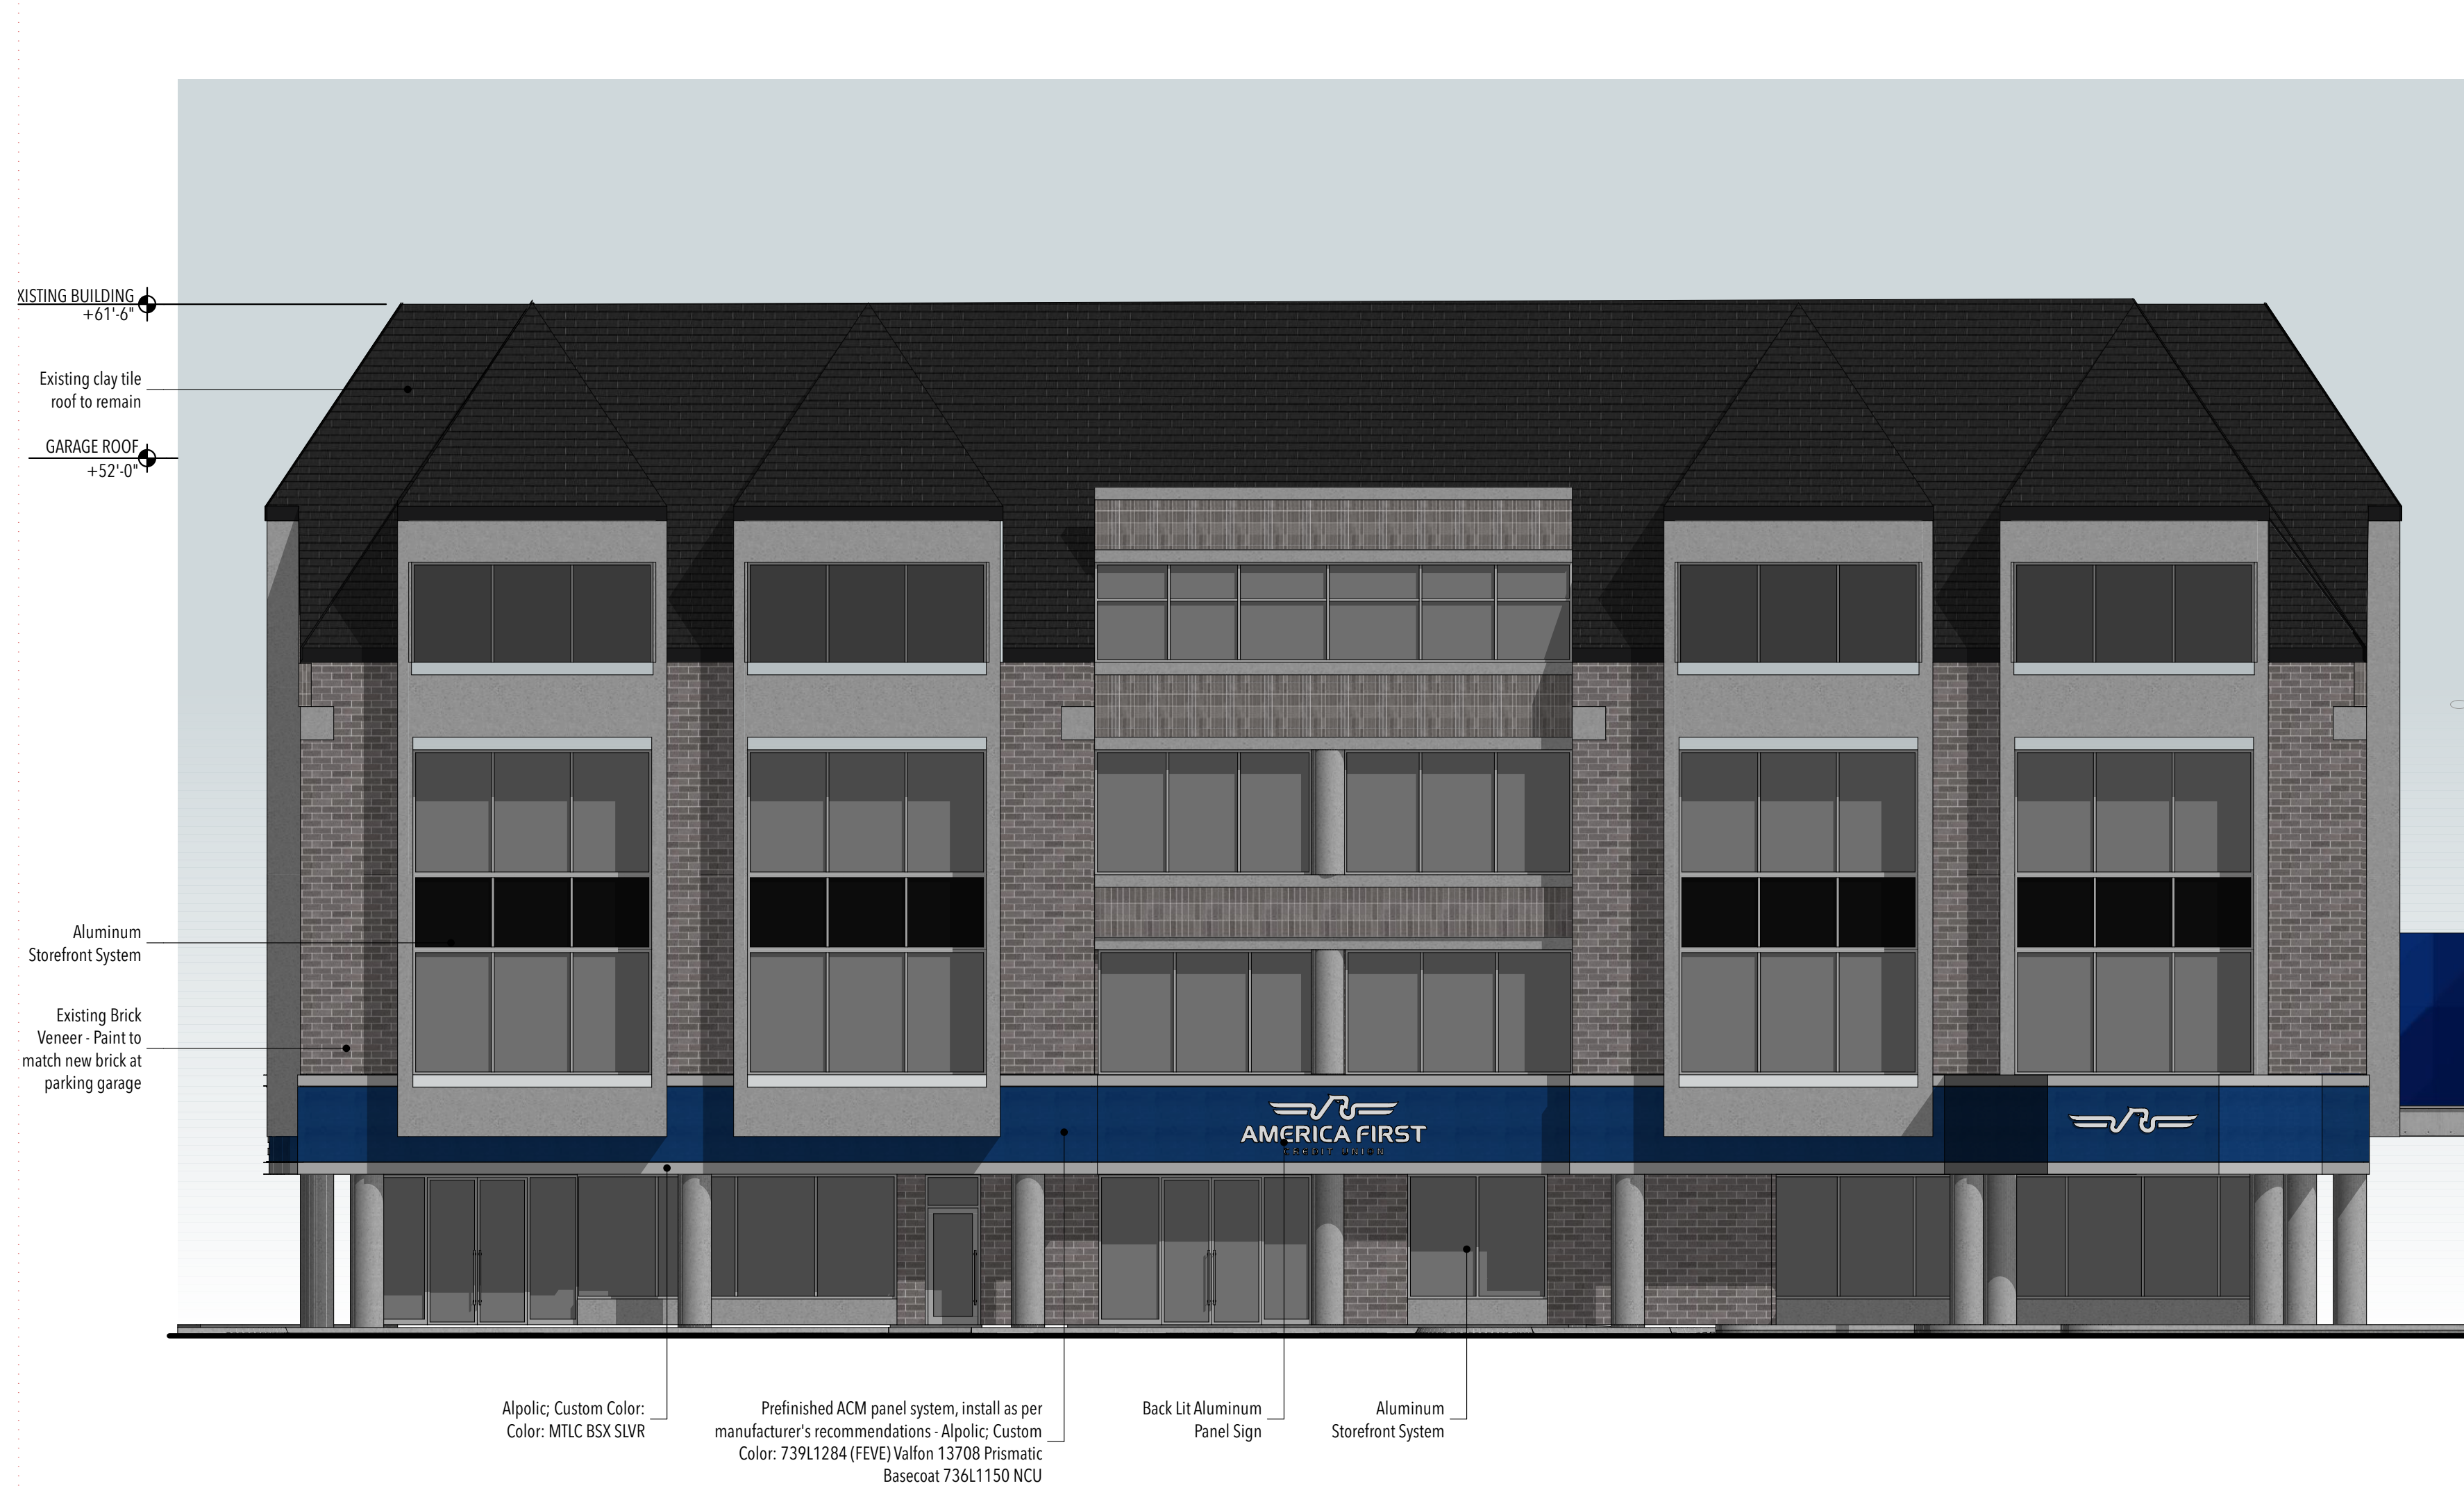 XISTING BUILDING
+61'-6"
Existing clay tile
roof to remain
GARAGE ROOF
+52'-0"
Aluminum
Storefront System
Existing Brick
Veneer - Paint to
match new brick at
parking garage
AMERICA FIRST
CREDIT UNION
Alpolic; Custom Color:
Color: MTLC BSX SLVR
Prefinished ACM panel system, install as per
manufacturer's recommendations - Alpolic; Custom
Color: 739L1284 (FEVE) Valfon 13708 Prismatic
Basecoat 736L1150 NCU
Back Lit Aluminum
Panel Sign
Aluminum
Storefront System